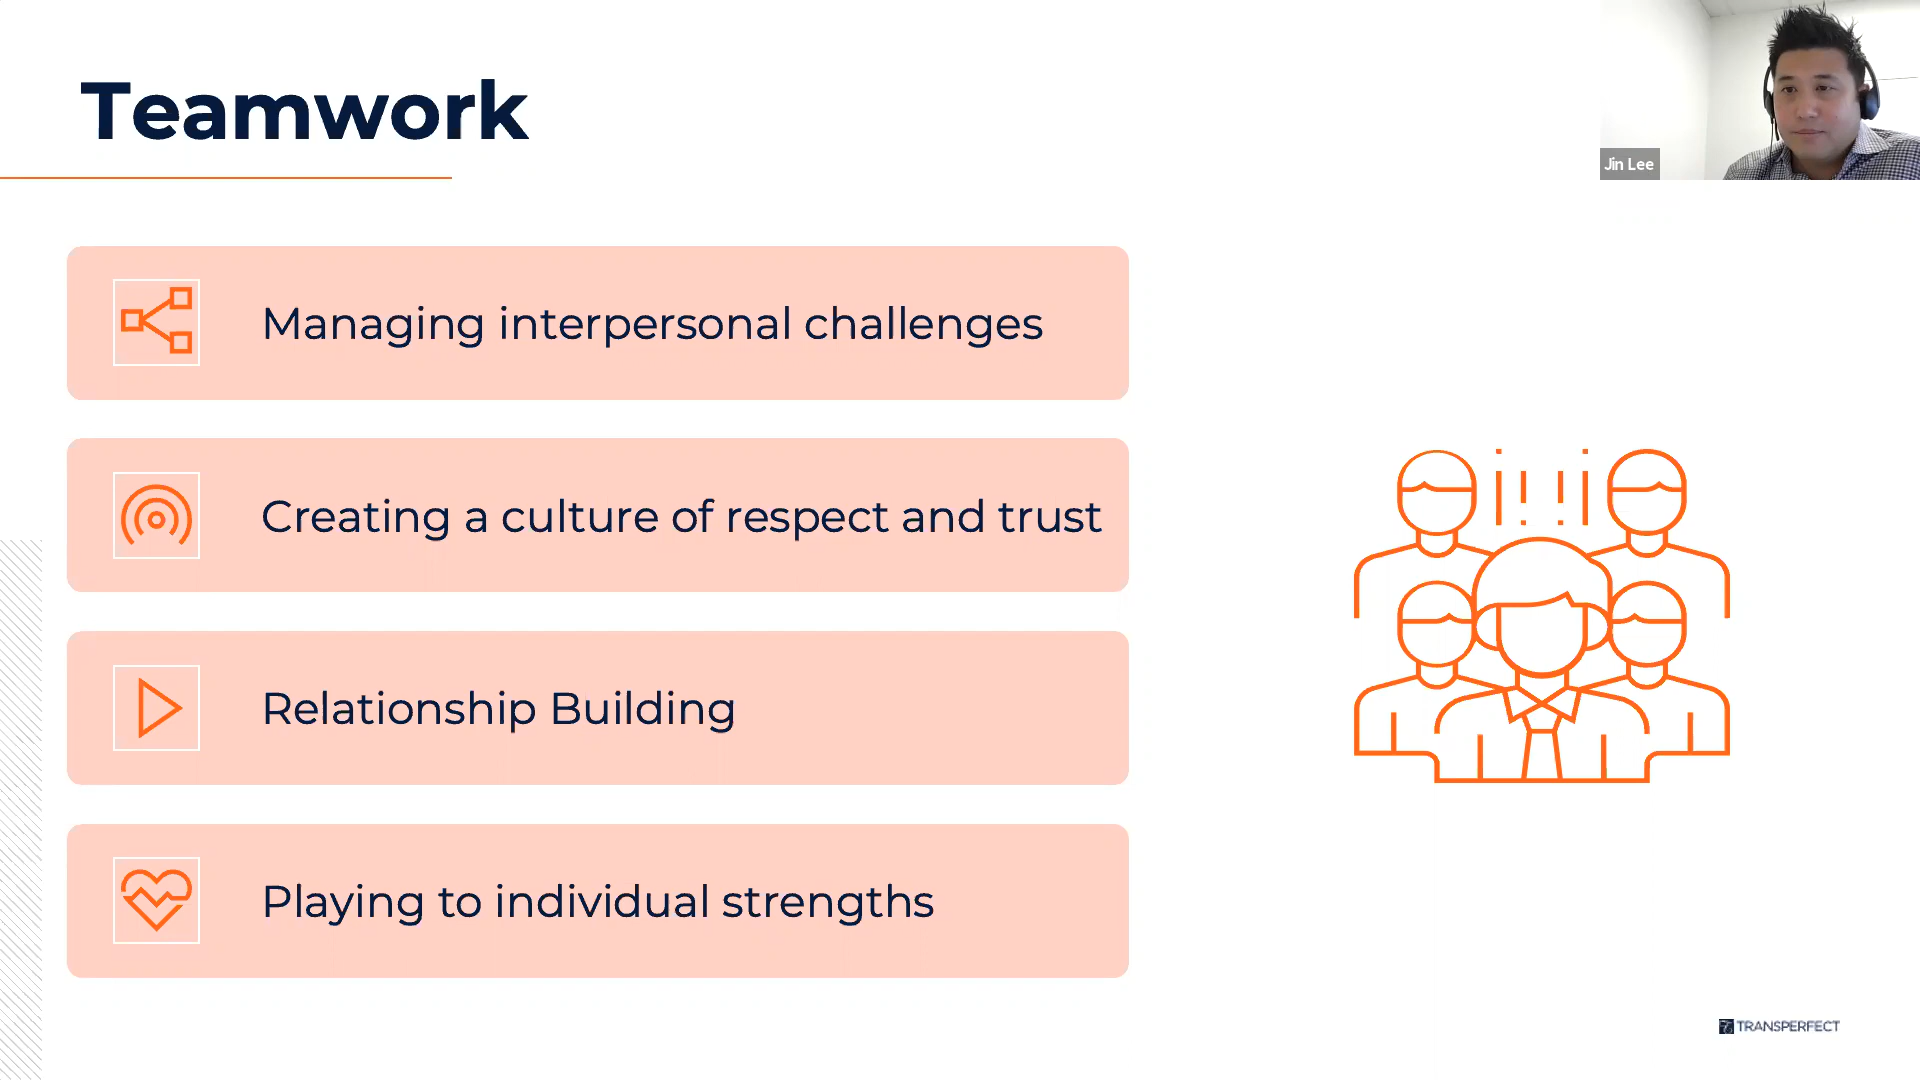 Teamwork
Jin Lee
Managing interpersonal challenges
Creating a culture of respect and trust
Relationship Building
Playing to individual strengths
TRANSPERFECT